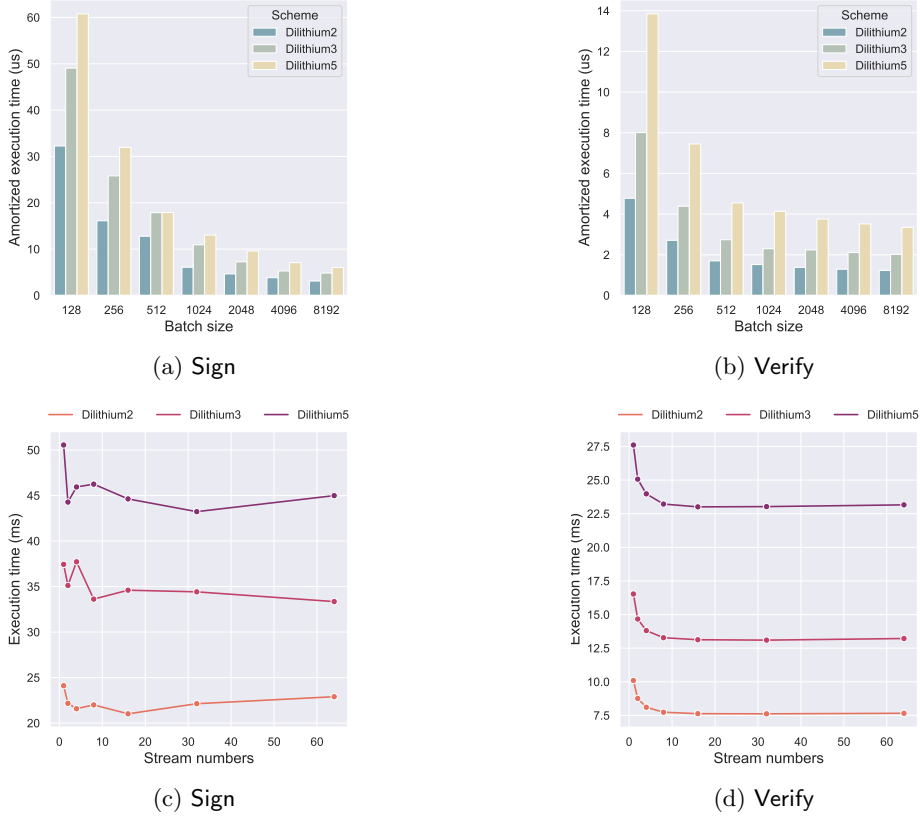 Scheme
Dilithium2
Dilithium3
Dilithium5
Amortized execution time (us)
60
50
40
30
20
10
0
128 256 512 1024 2048 4096 8192
Batch size
(a) Sign
Scheme
Dilithium2
Dilithium3
Dilithium5
Amortized execution time (us)
14
12
10
8
6
4
2
0
128 256 512 1024 2048 4096 8192
Batch size
(b) Verify
Dilithium2 Dilithium3 Dilithium5
Execution time (ms)
50
45
40
35
30
25
20
0 10 20 30 40 50 60
Stream numbers
(c) Sign
Dilithium2 Dilithium3 Dilithium5
Execution time (ms)
27.5
25.0
22.5
20.0
17.5
15.0
12.5
10.0
7.5
0 10 20 30 40 50 60
Stream numbers
(d) Verify